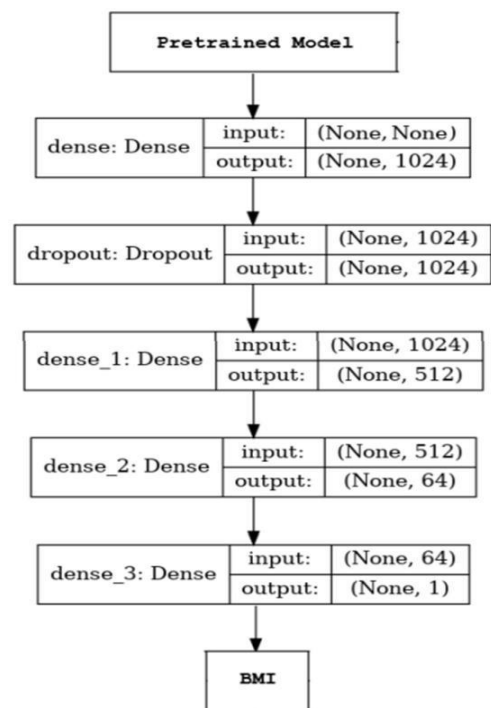 Pretrained Model
dense: Dense
input: (None, None)
output: (None, 1024)
dropout: Dropout
input: (None, 1024)
output: (None, 1024)
dense_1: Dense
input: (None, 1024)
output: (None, 512)
dense_2: Dense
input: (None, 512)
output: (None, 64)
dense_3: Dense
input: (None, 64)
output: (None, 1)
BMI